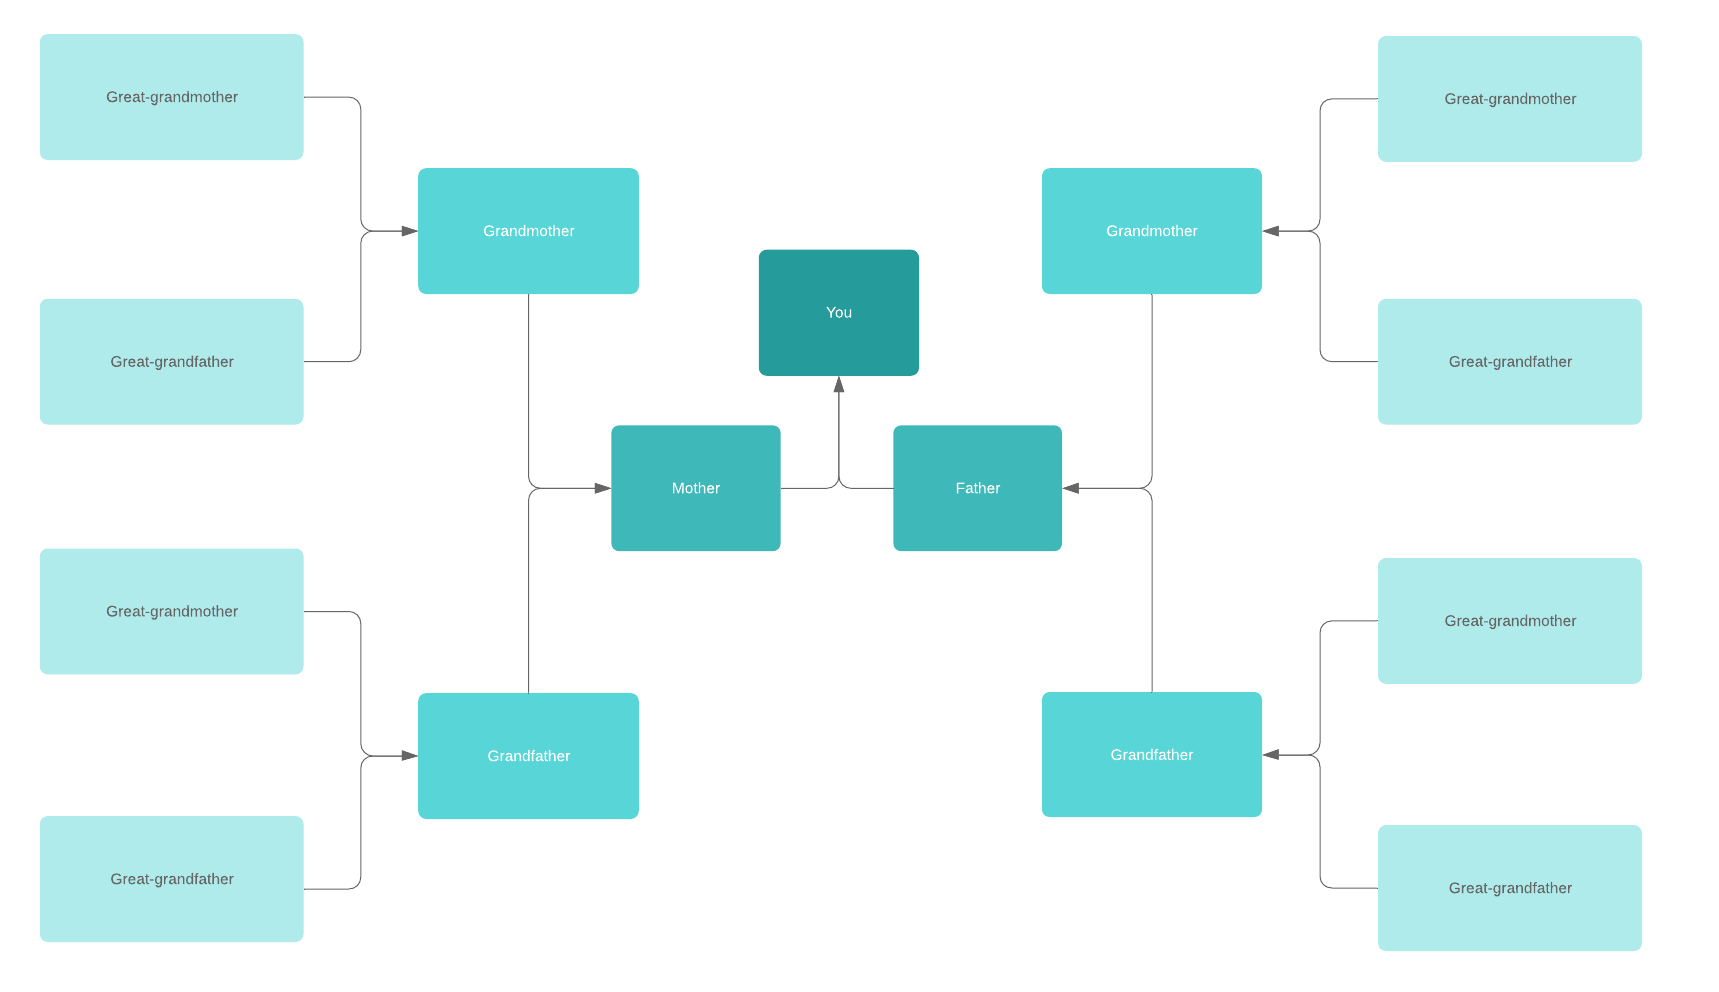 Great-grandmother
Great-grandmother
Grandmother
Grandmother
You
Great-grandfather
Great-grandfather
Mother
Father
Great-grandmother
Great-grandmother
Grandfather
Grandfather
Great-grandfather
Great-grandfather